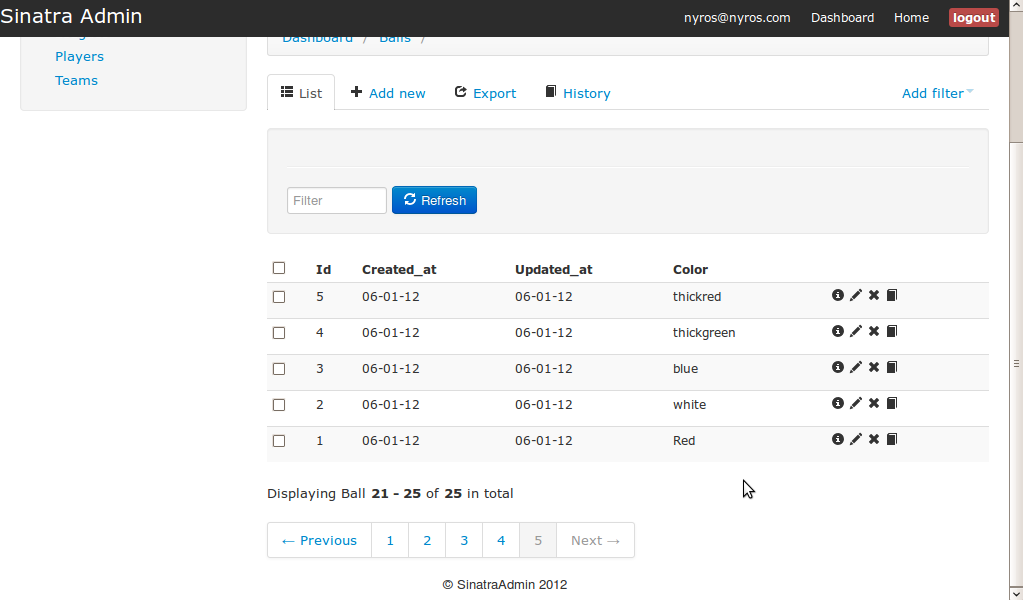 Sinatra Admin nyros@nyros.com Dashboard Home logout
Dashboard / Balls /
Players
Teams
List Add new Export History Add filter
Filter Refresh
Id Created_at Updated_at Color
5 06-01-12 06-01-12 thickred
4 06-01-12 06-01-12 thickgreen
3 06-01-12 06-01-12 blue
2 06-01-12 06-01-12 white
1 06-01-12 06-01-12 Red
Displaying Ball 21 - 25 of 25 in total
← Previous 1 2 3 4 5 Next →
© SinatraAdmin 2012